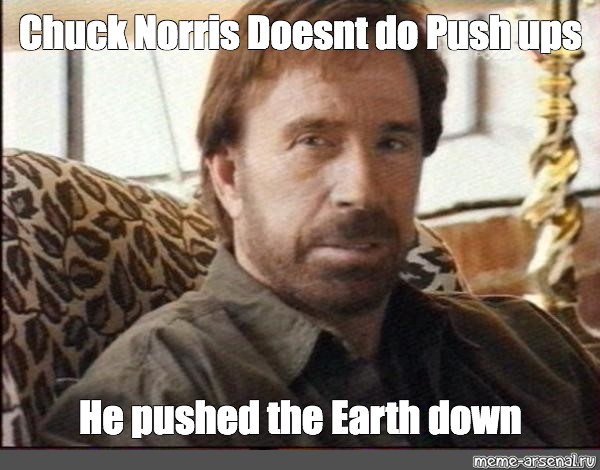 Chuck Norris Doesnt do Push ups
He pushed the Earth down
meme-arsenal.ru